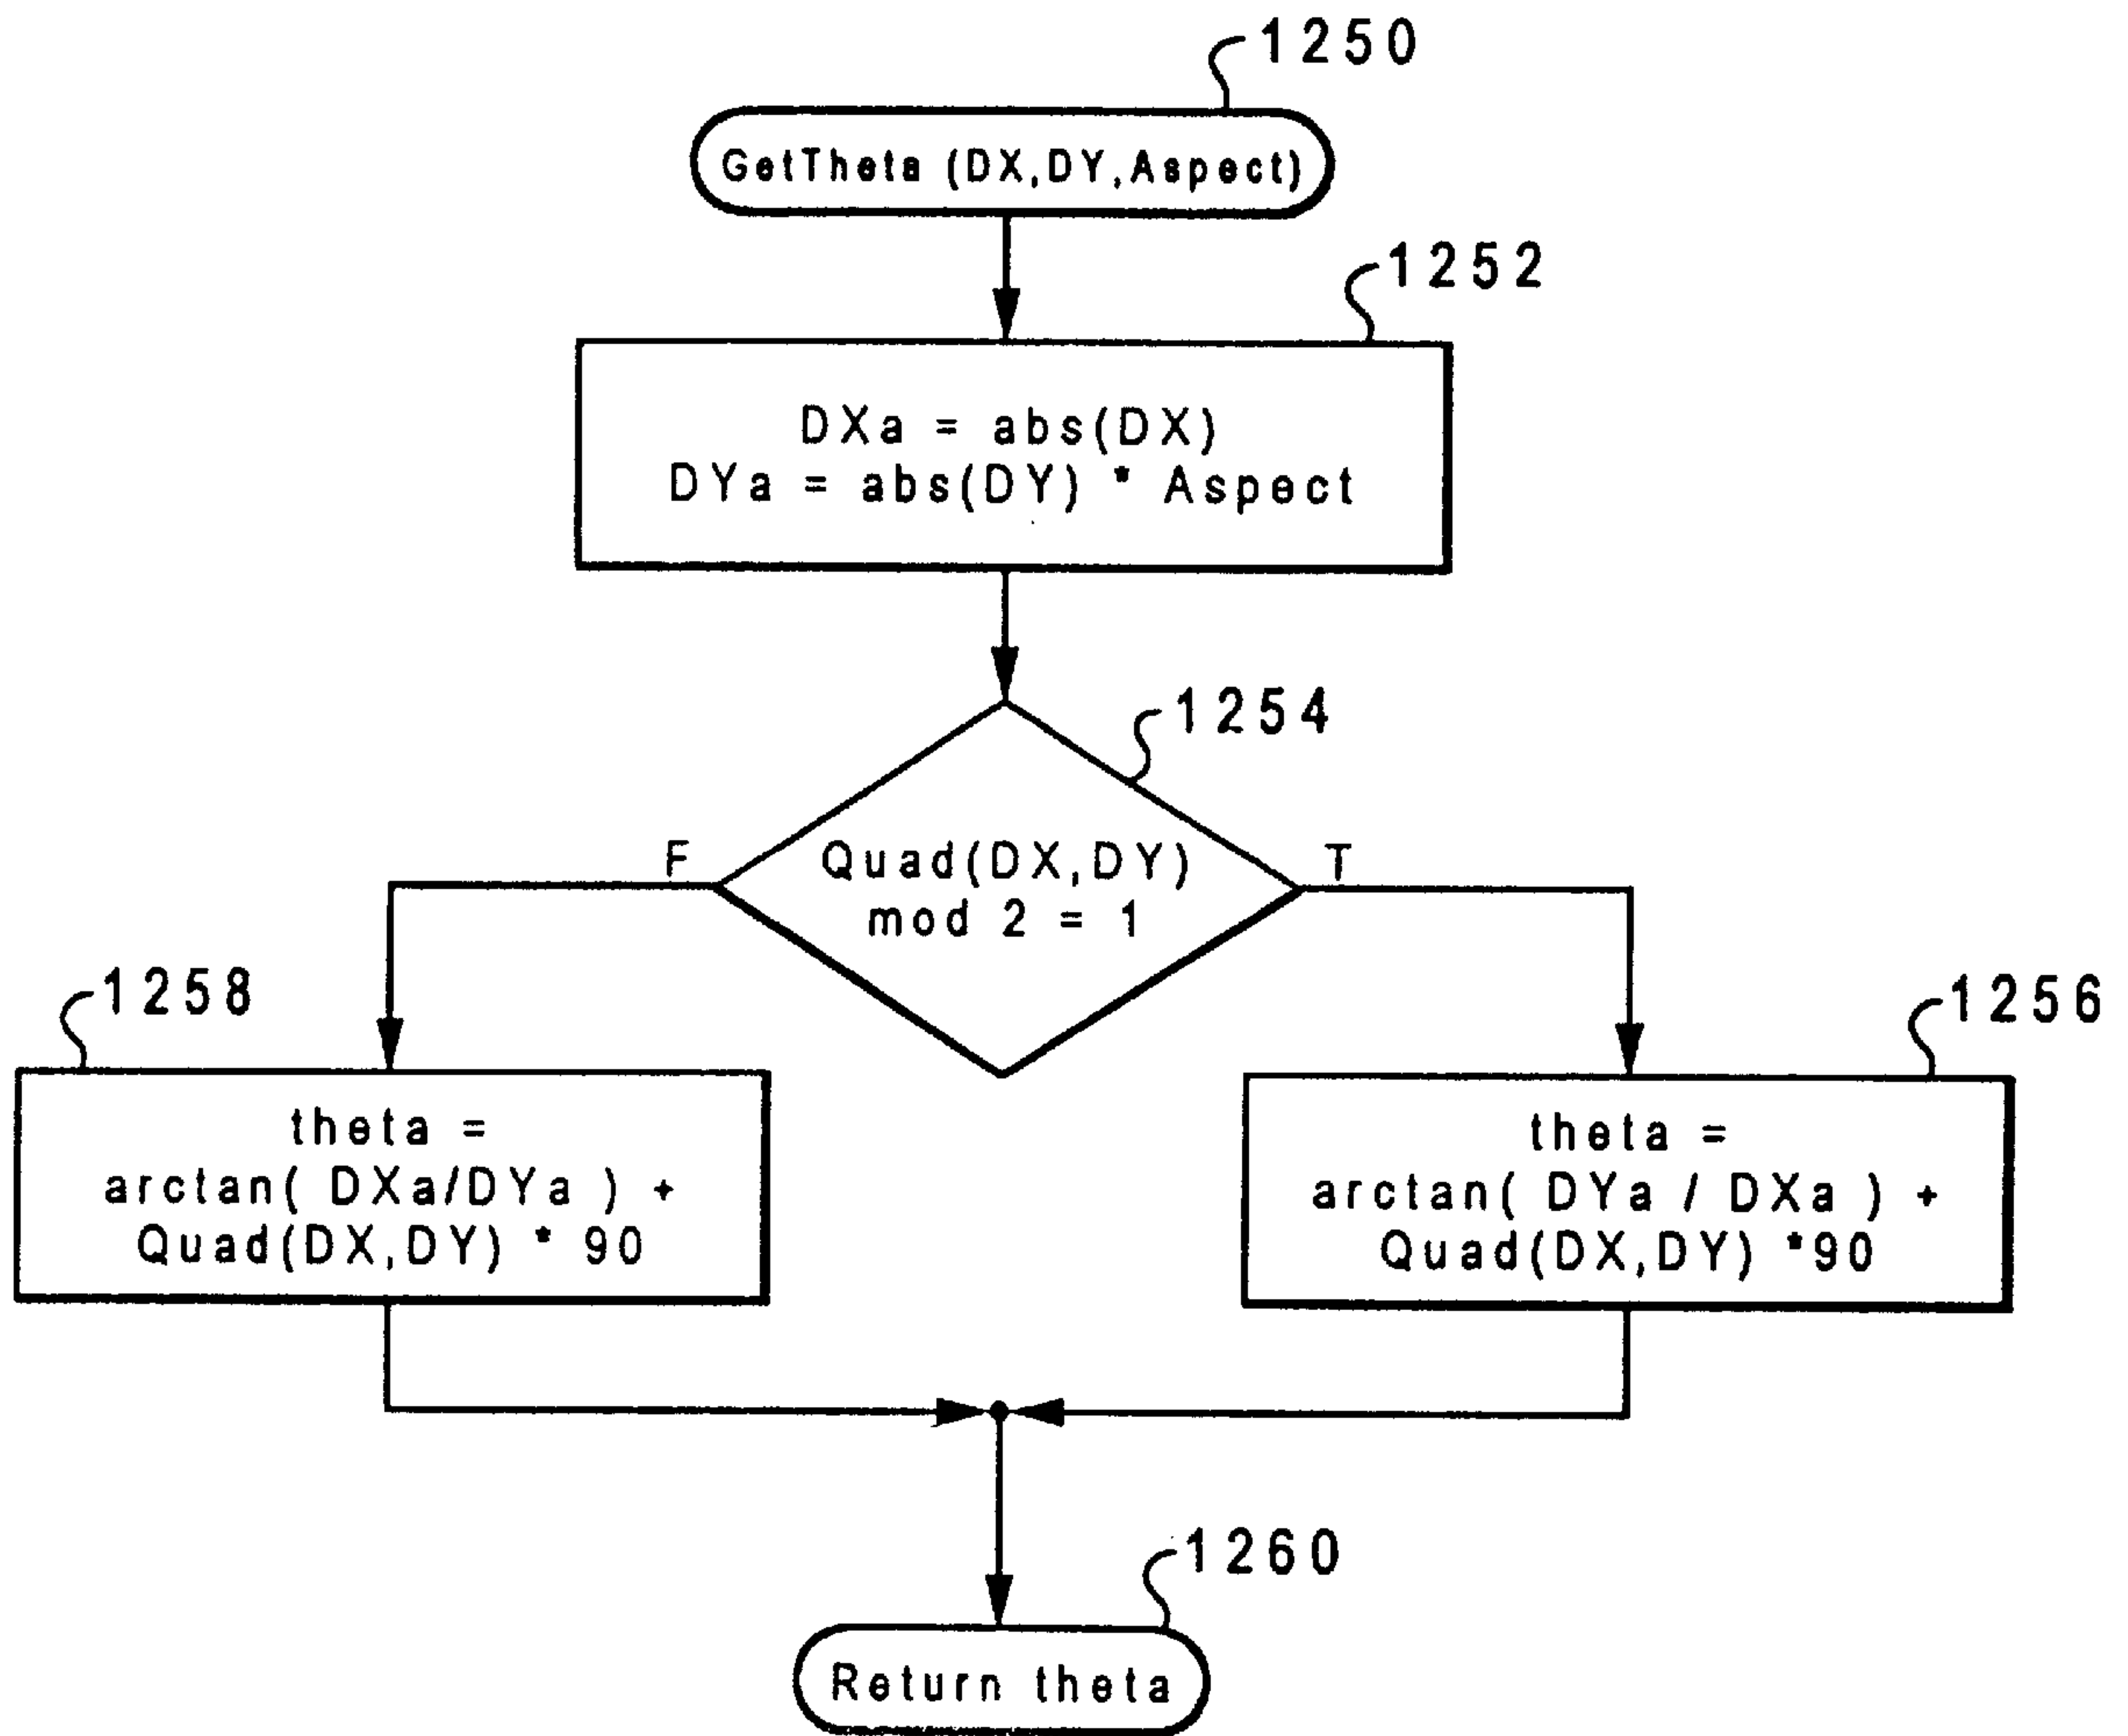 1250
GetTheta (DX,DY,Aspect)
1252
DXa = abs(DX)
DYa = abs(DY) * Aspect
1254
F
Quad(DX,DY)
mod 2 = 1
T
1258
theta =
arctan( DXa/DYa ) +
Quad(DX,DY) * 90
1256
theta =
arctan( DYa / DXa ) +
Quad(DX,DY) *90
1260
Return theta